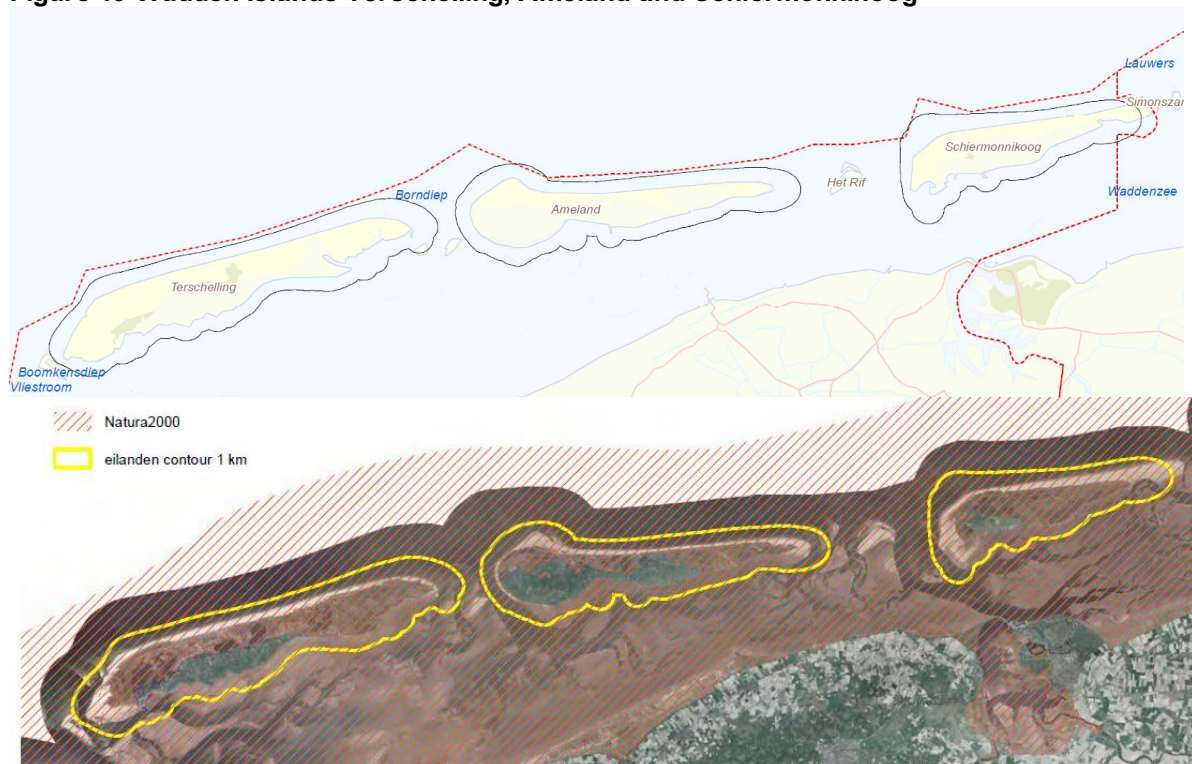 Figure 10 Wadden Islands Terschelling, Ameland and Schiermonnikoog
Lauwers
Simonszan
Schiermonnikoog
Het Rif
Waddenzee
Borndiep
Ameland
Terschelling
Boomkensdiep
Vliestroom
Natura2000
eilanden contour 1 km